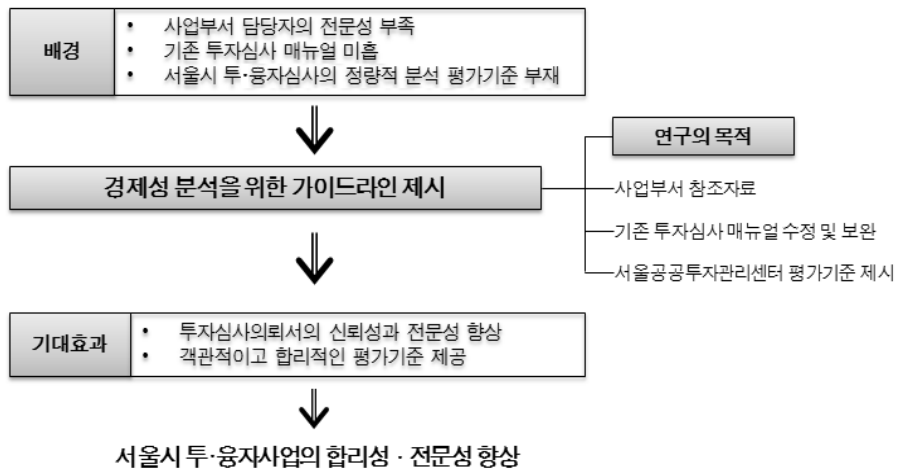 배경
• 사업부서 담당자의 전문성 부족
• 기존 투자심사 매뉴얼 미흡
• 서울시 투·융자심사의 정량적 분석 평가기준 부재
경제성 분석을 위한 가이드라인 제시
연구의 목적
사업부서 참조자료
기존 투자심사 매뉴얼 수정 및 보완
서울공공투자관리센터 평가기준 제시
기대효과
• 투자심사의뢰서의 신뢰성과 전문성 향상
• 객관적이고 합리적인 평가기준 제공
서울시 투·융자사업의 합리성 · 전문성 향상